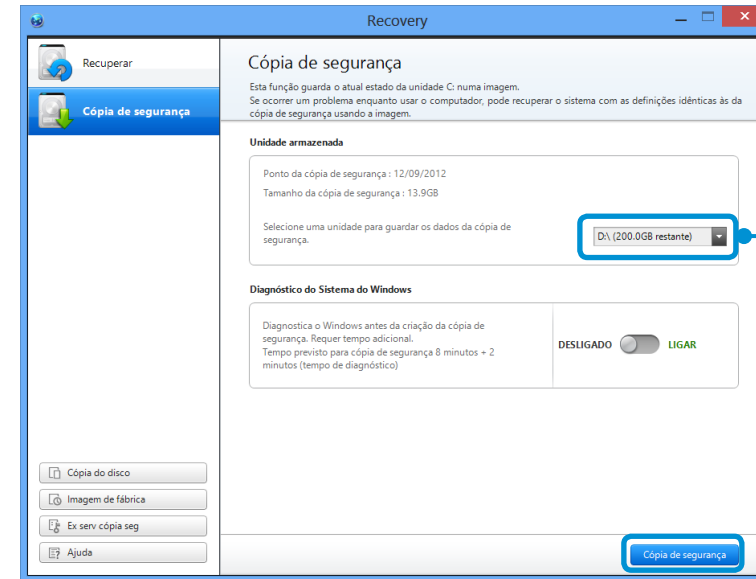 Recovery
Recuperar
Cópia de segurança
Cópia de segurança
Esta função guarda o atual estado da unidade C: numa imagem.
Se ocorrer um problema enquanto usar o computador, pode recuperar o sistema com as definições idênticas às da
cópia de segurança usando a imagem.
Unidade armazenada
Ponto da cópia de segurança : 12/09/2012
Tamanho da cópia de segurança : 13.9GB
Selecione uma unidade para guardar os dados da cópia de
segurança.
D:\ (200.0GB restante)
Diagnóstico do Sistema do Windows
Diagnostica o Windows antes da criação da cópia de
segurança. Requer tempo adicional.
Tempo previsto para cópia de segurança 8 minutos + 2
minutos (tempo de diagnóstico)
DESLIGADO LIGAR
Cópia do disco
Imagem de fábrica
Ex serv cópia seg
Ajuda
Cópia de segurança